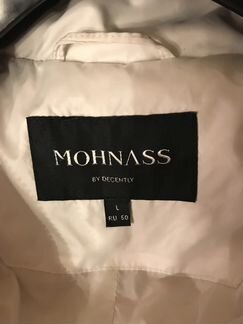 MOHNASS
BY DECENTLY
L
RU 50